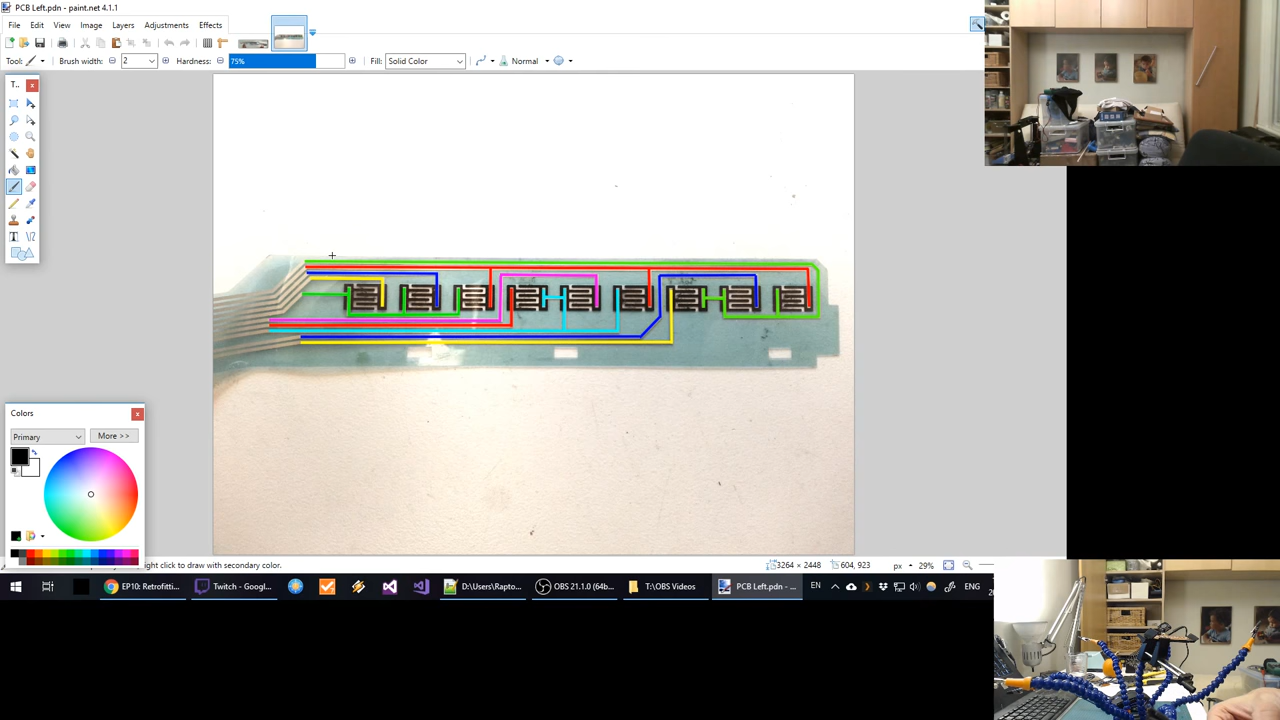 PCB Left.pdn - paint.net 4.1.1
File Edit View Image Layers Adjustments Effects
Tool: Brush width: 2 Hardness: 75% Fill: Solid Color Normal
T..
Colors
Primary More >>
right click to draw with secondary color. 3264 × 2448 604, 923 px 29%
EP10: Retrofitti... Twitch - Googl... D:\Users\Rapto... OBS 21.1.0 (64b... T:\OBS Videos PCB Left.pdn - ... EN ENG